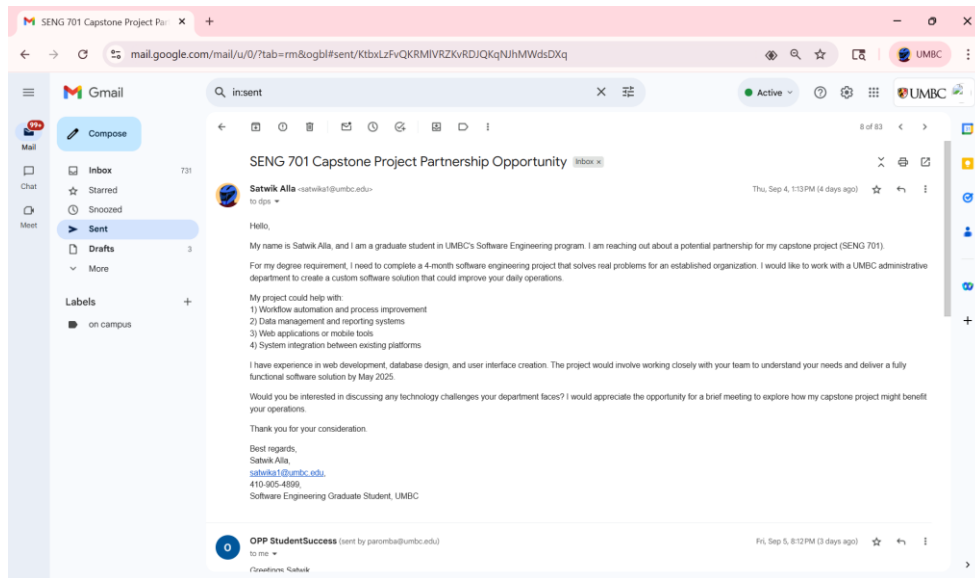 SENG 701 Capstone Project Par
mail.google.com/mail/u/0/?tab=rm&ogbl#sent/KtbxLzFvQKRMlVRZKvRDJQKqNJhMWdsDXq
UMBC
Gmail
in:sent
Active
UMBC
99+
Mail
Chat
Meet
Compose
Inbox 731
Starred
Snoozed
Sent
Drafts 3
More
Labels
on campus
8 of 83
SENG 701 Capstone Project Partnership Opportunity Inbox x
Satwik Alla <satwika1@umbc.edu> Thu, Sep 4, 1:13 PM (4 days ago)
to dps
Hello,
My name is Satwik Alla, and I am a graduate student in UMBC's Software Engineering program. I am reaching out about a potential partnership for my capstone project (SENG 701).
For my degree requirement, I need to complete a 4-month software engineering project that solves real problems for an established organization. I would like to work with a UMBC administrative
department to create a custom software solution that could improve your daily operations.
My project could help with:
1) Workflow automation and process improvement
2) Data management and reporting systems
3) Web applications or mobile tools
4) System integration between existing platforms
I have experience in web development, database design, and user interface creation. The project would involve working closely with your team to understand your needs and deliver a fully
functional software solution by May 2025.
Would you be interested in discussing any technology challenges your department faces? I would appreciate the opportunity for a brief meeting to explore how my capstone project might benefit
your operations.
Thank you for your consideration.
Best regards,
Satwik Alla,
satwika1@umbc.edu,
410-905-4899,
Software Engineering Graduate Student, UMBC
O
OPP StudentSuccess (sent by paromba@umbc.edu) Fri, Sep 5, 8:12 PM (3 days ago)
to me
Greetings Satwik